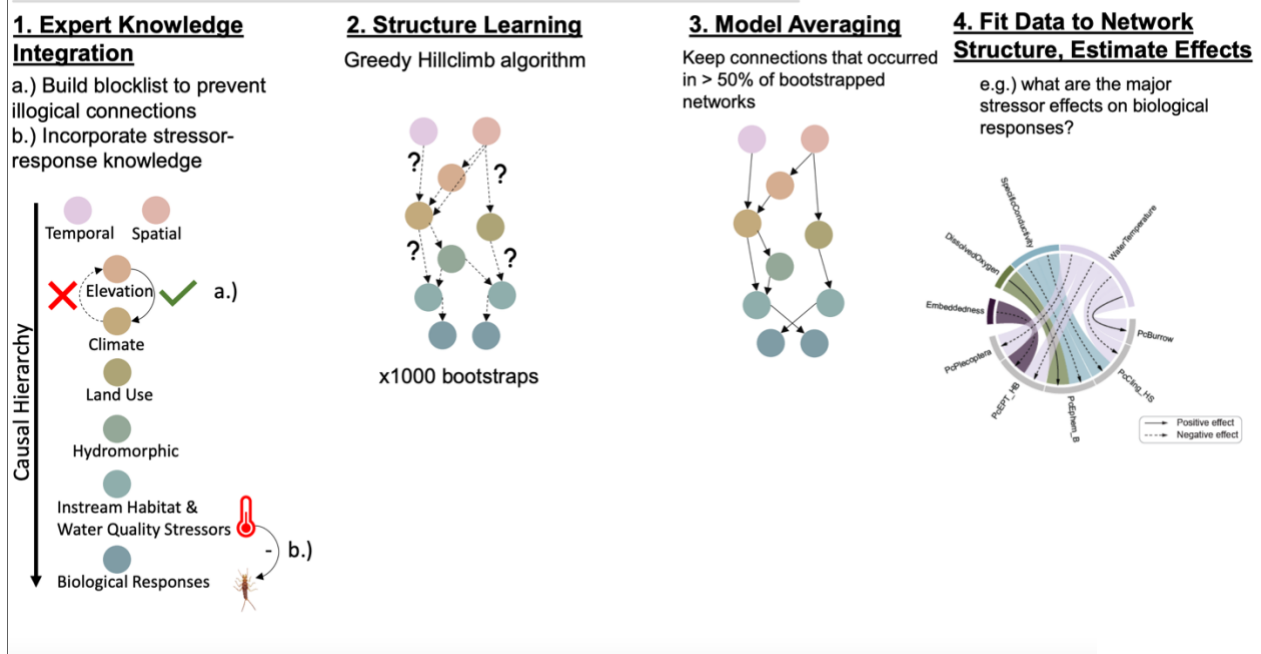 1. Expert Knowledge
Integration
a.) Build blocklist to prevent
illogical connections
b.) Incorporate stressor-
response knowledge
Causal Hierarchy
Temporal
Spatial
Elevation
a.)
Climate
Land Use
Hydromorphic
Instream Habitat &
Water Quality Stressors
-
b.)
Biological Responses
2. Structure Learning
Greedy Hillclimb algorithm
?
?
?
?
x1000 bootstraps
3. Model Averaging
Keep connections that occurred
in > 50% of bootstrapped
networks
4. Fit Data to Network
Structure, Estimate Effects
e.g.) what are the major
stressor effects on biological
responses?
SpecificConductivity
WaterTemperature
DissolvedOxygen
Embeddedness
PcBurrow
PcPlecoptera
PcCling_HS
PcEPT_HB
PcEphem_B
Positive effect
Negative effect